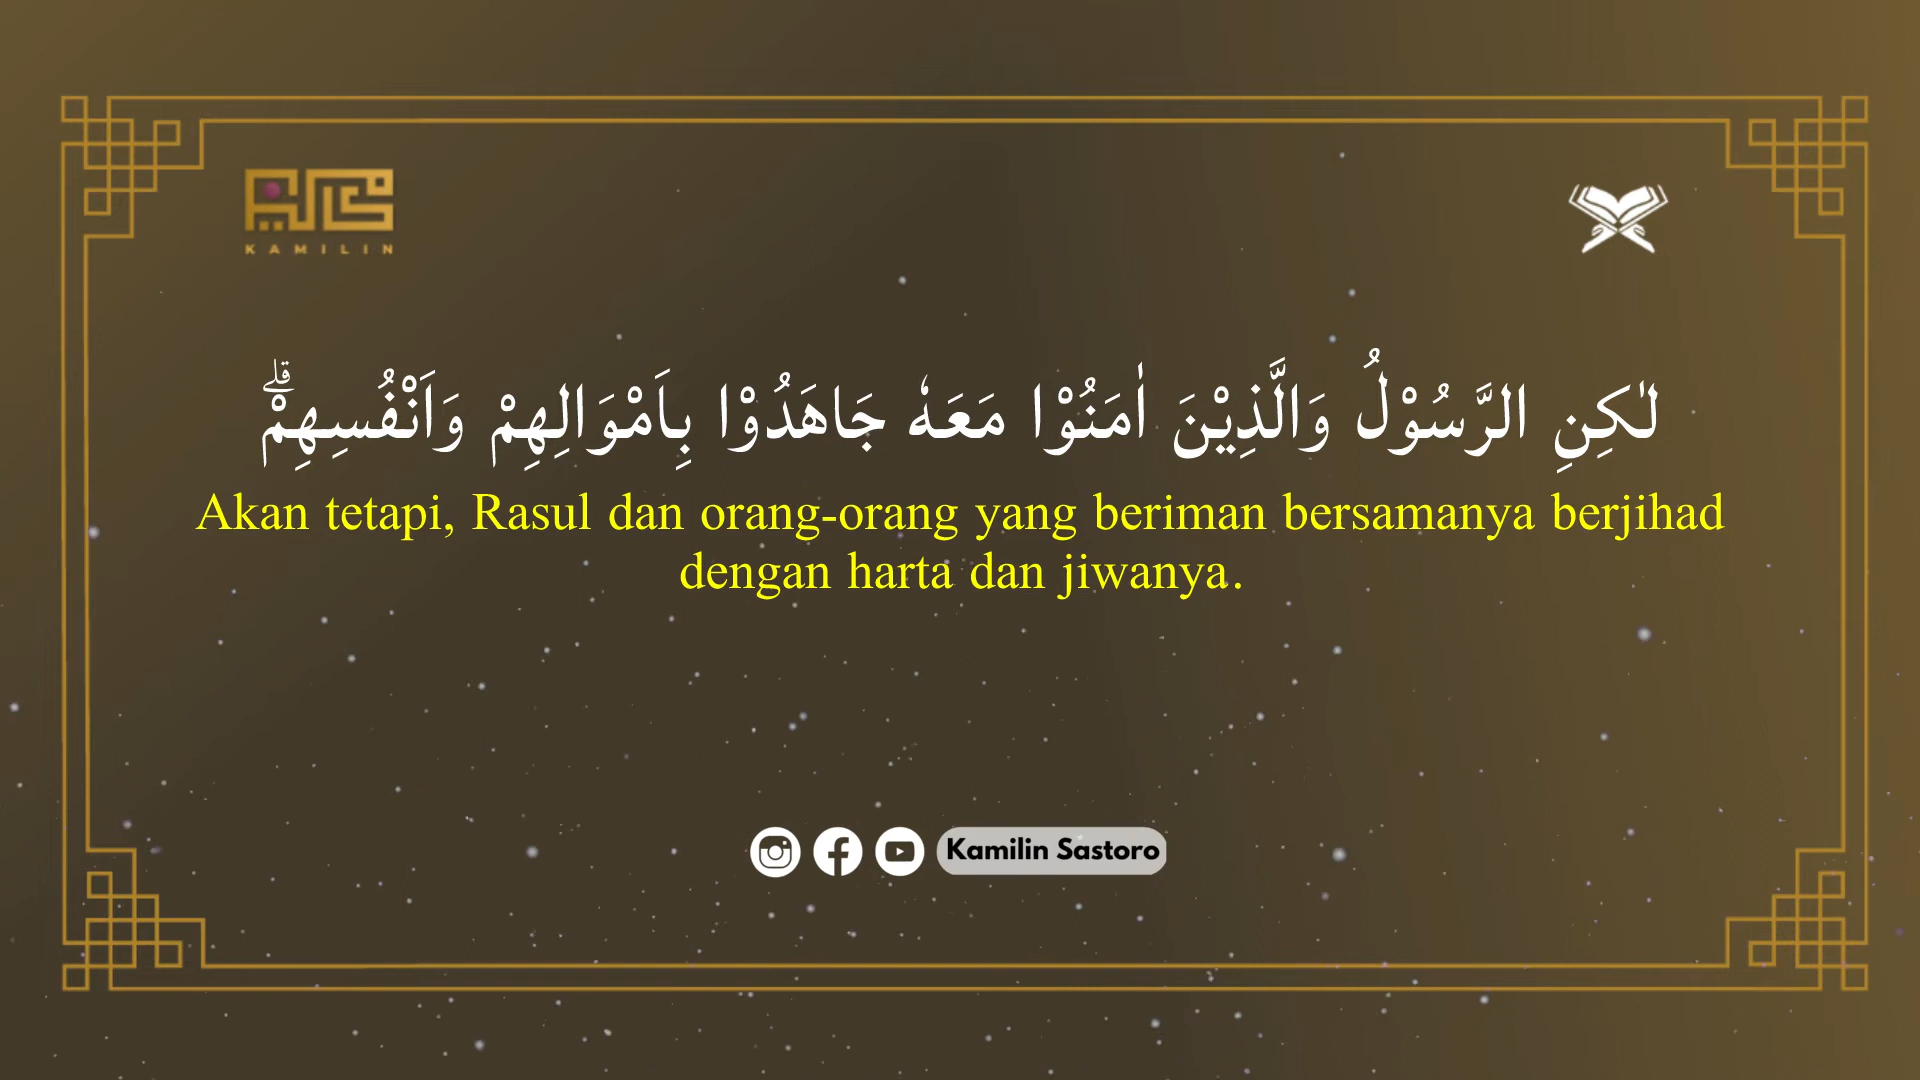 KAMILIN
لٰكِنِ الرَّسُوْلُ وَالَّذِيْنَ اٰمَنُوْا مَعَهٗ جَاهَدُوْا بِاَمْوَالِهِمْ وَاَنْفُسِهِمْۗ
Akan tetapi, Rasul dan orang-orang yang beriman bersamanya berjihad
dengan harta dan jiwanya.
Kamilin Sastoro